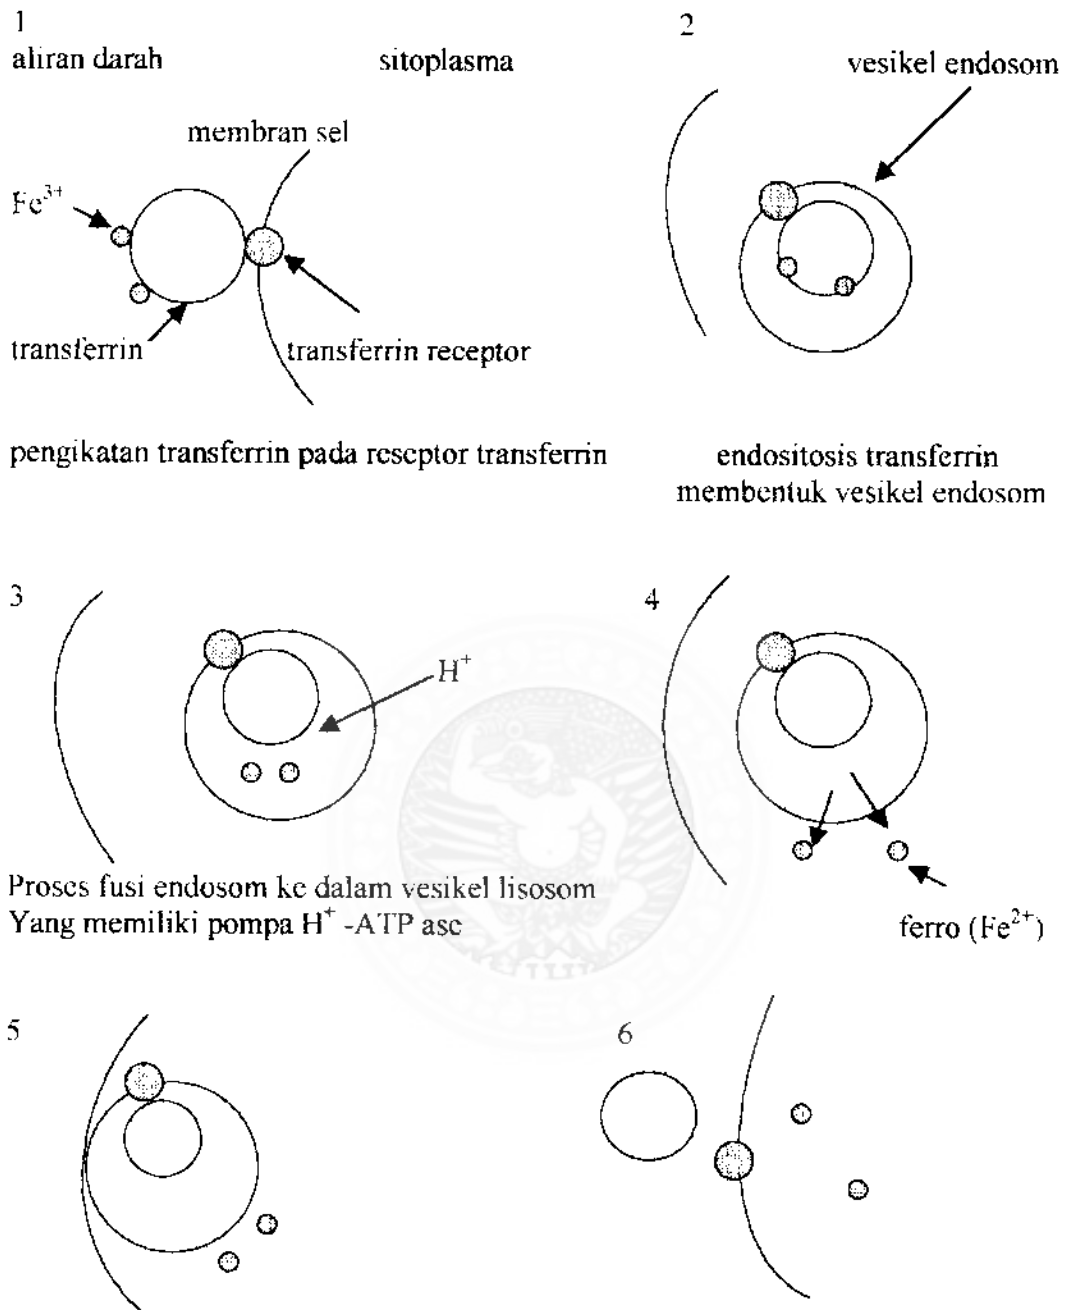 1
aliran darah
sitoplasma
membran sel
Fe³⁺
transferrin
transferrin receptor
pengikatan transferrin pada reseptor transferrin
2
vesikel endosom
endositosis transferrin
membentuk vesikel endosom
3
H⁺
Proses fusi endosom ke dalam vesikel lisosom
Yang memiliki pompa H⁺ -ATP ase
4
ferro (Fe²⁺)
5
6